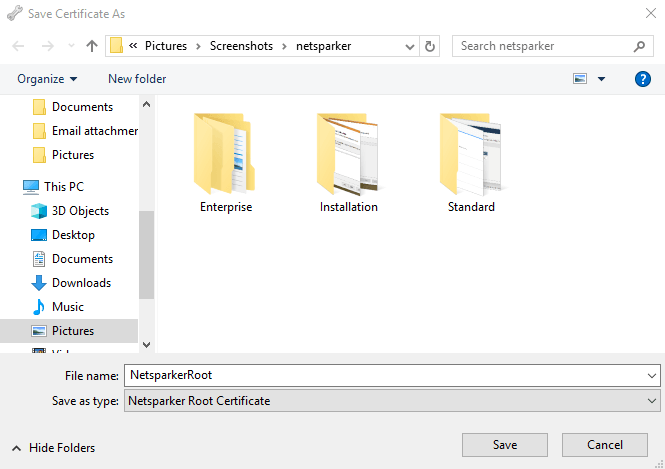 Save Certificate As
« Pictures > Screenshots > netsparker
Search netsparker
Organize
New folder
?
Documents
Email attachmen
Pictures
This PC
3D Objects
Desktop
Documents
Downloads
Music
Pictures
Enterprise
Installation
Standard
File name: NetsparkerRoot
Save as type: Netsparker Root Certificate
Hide Folders
Save
Cancel